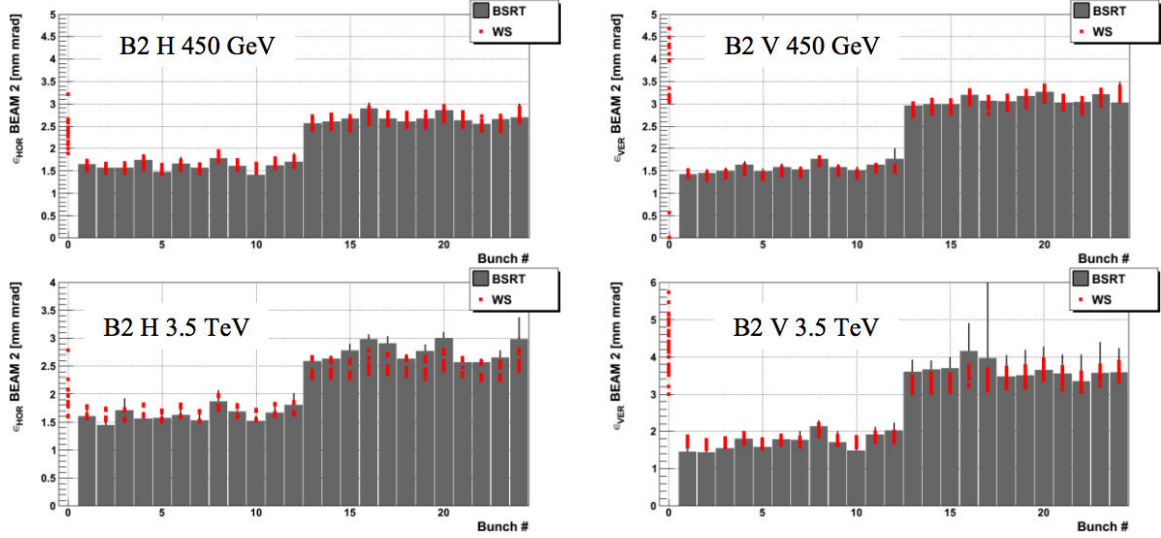 B2 H 450 GeV
BSRT
WS
ϵHOR BEAM 2 [mm mrad]
5
4.5
4
3.5
3
2.5
2
1.5
1
0.5
0
0 5 10 15 20
Bunch #
B2 V 450 GeV
BSRT
WS
ϵVER BEAM 2 [mm mrad]
5
4.5
4
3.5
3
2.5
2
1.5
1
0.5
0
0 5 10 15 20
Bunch #
B2 H 3.5 TeV
BSRT
WS
ϵHOR BEAM 2 [mm mrad]
4
3.5
3
2.5
2
1.5
1
0.5
0
0 5 10 15 20
Bunch #
B2 V 3.5 TeV
BSRT
WS
ϵVER BEAM 2 [mm mrad]
6
5
4
3
2
1
0
0 5 10 15 20
Bunch #